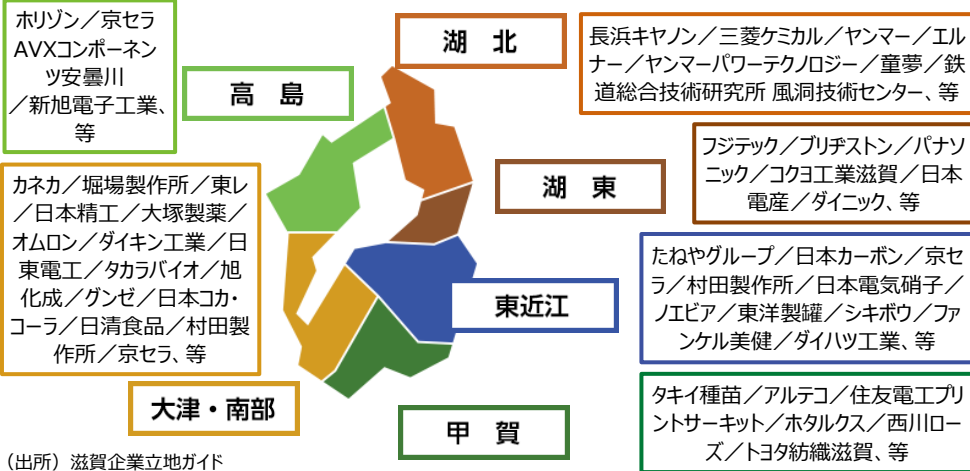 ホリゾン／京セラ
AVXコンポーネン
ツ安曇川
／新旭電子工業、
等
高　島
湖　北
長浜キヤノン／三菱ケミカル／ヤンマー／エル
ナー／ヤンマーパワーテクノロジー／童夢／鉄
道総合技術研究所 風洞技術センター、等
湖　東
フジテック／ブリヂストン／パナソ
ニック／コクヨ工業滋賀／日本
電産／ダイニック、等
カネカ／堀場製作所／東レ
／日本精工／大塚製薬／
オムロン／ダイキン工業／日
東電工／タカラバイオ／旭
化成／グンゼ／日本コカ・
コーラ／日清食品／村田製
作所／京セラ、等
東近江
たねやグループ／日本カーボン／京セ
ラ／村田製作所／日本電気硝子／
ノエビア／東洋製罐／シキボウ／ファ
ンケル美健／ダイハツ工業、等
大津・南部
甲　賀
タキイ種苗／アルテコ／住友電工プリ
ントサーキット／ホタルクス／西川ロー
ズ／トヨタ紡織滋賀、等
（出所）滋賀企業立地ガイド